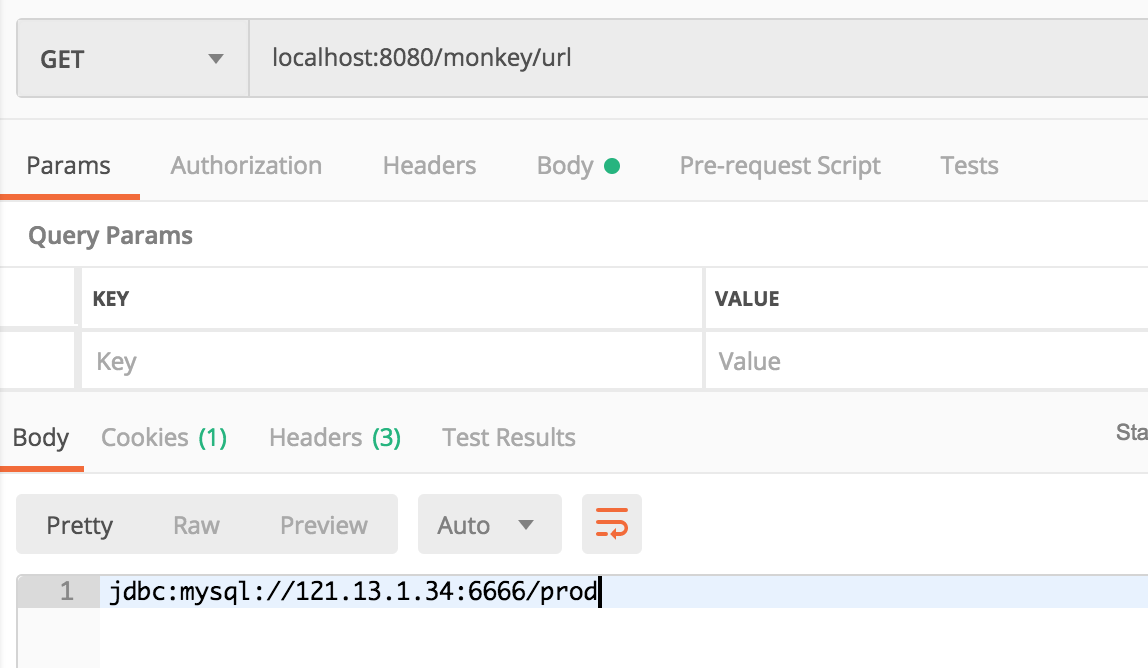 GET localhost:8080/monkey/url
Params Authorization Headers Body Pre-request Script Tests
Query Params
KEY VALUE
Key Value
Body Cookies (1) Headers (3) Test Results Sta
Pretty Raw Preview Auto
1 jdbc:mysql://121.13.1.34:6666/prod